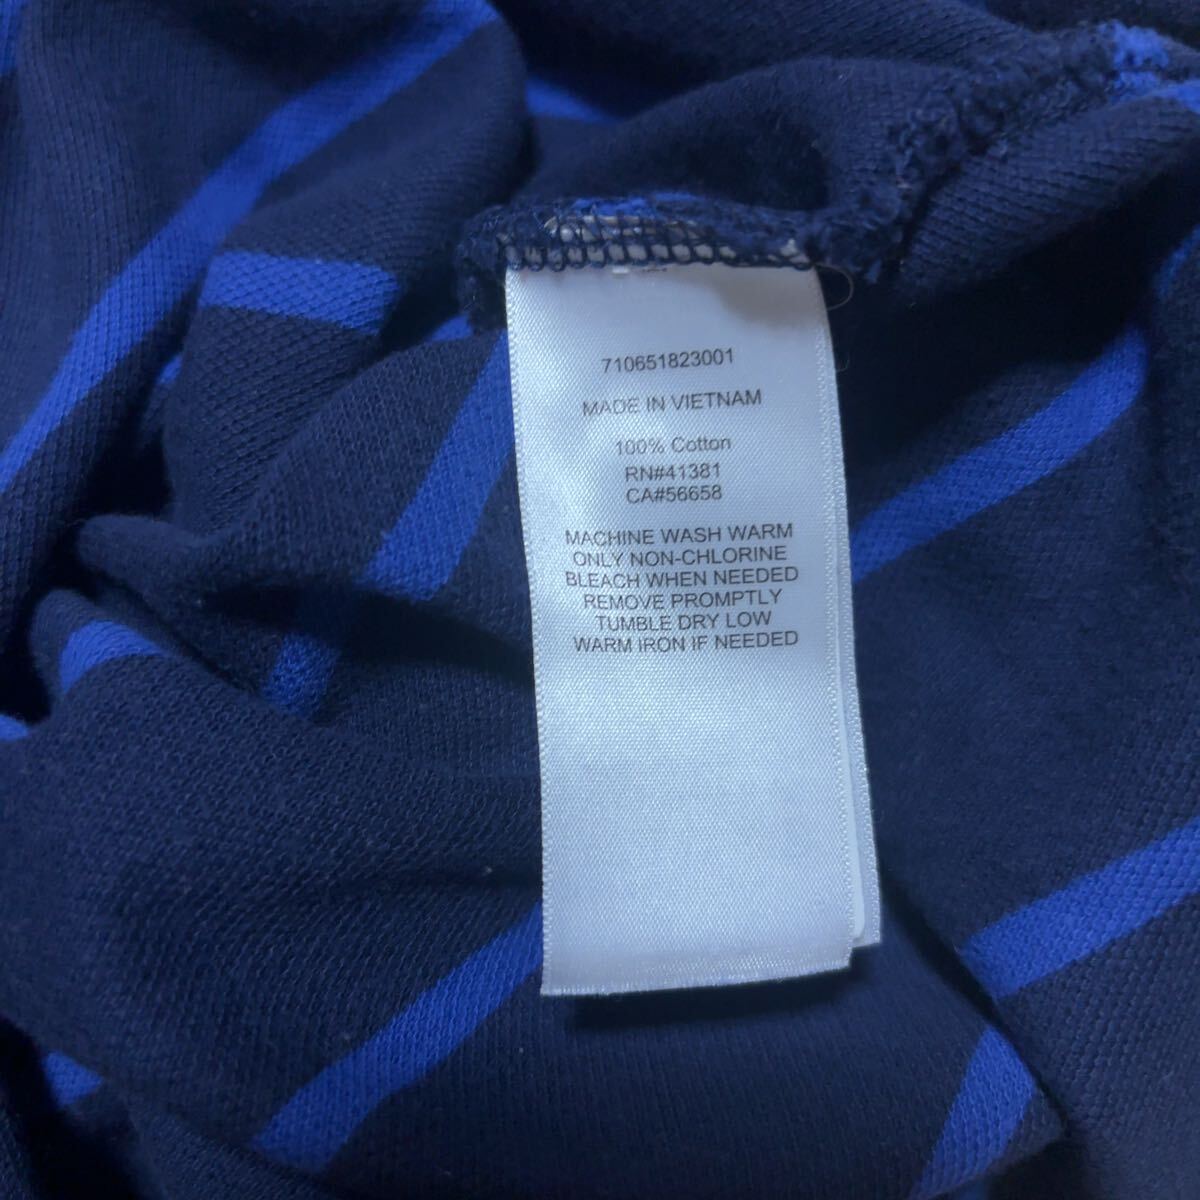 710651823001
MADE IN VIETNAM
100% Cotton
RN#41381
CA#56658
MACHINE WASH WARM
ONLY NON-CHLORINE
BLEACH WHEN NEEDED
REMOVE PROMPTLY
TUMBLE DRY LOW
WARM IRON IF NEEDED